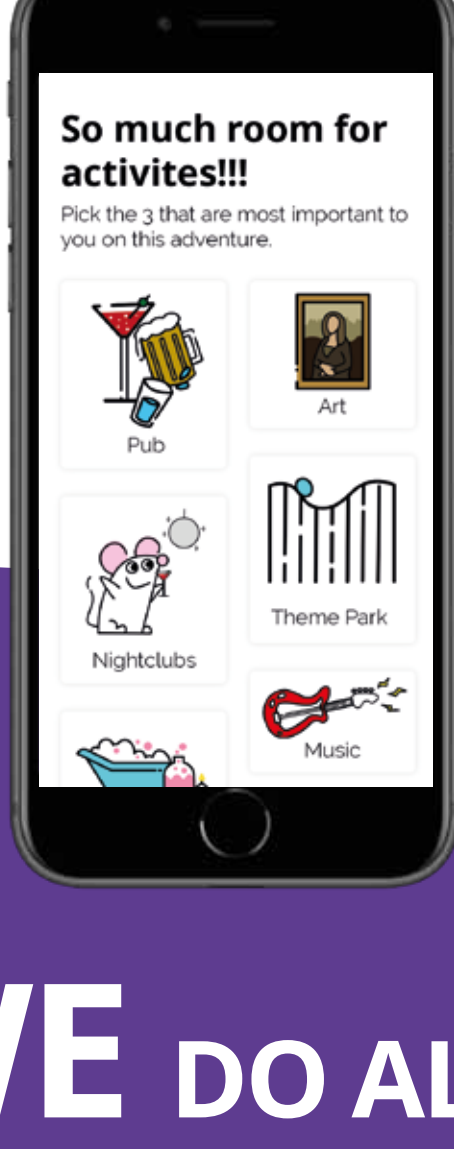 So much room for
activites!!!
Pick the 3 that are most important to
you on this adventure.
Pub
Art
Nightclubs
Theme Park
Music
WE DO AL